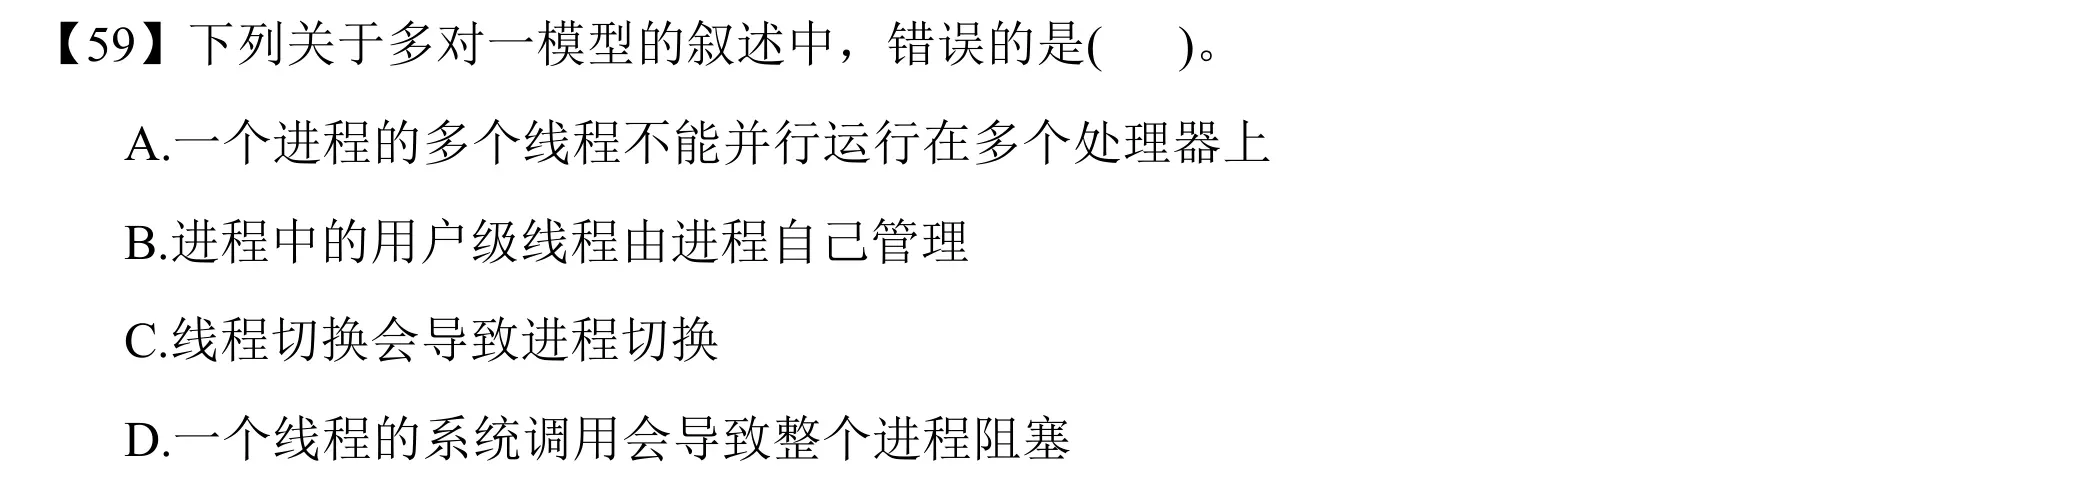 【59】下列关于多对一模型的叙述中，错误的是(　　)。
A.一个进程的多个线程不能并行运行在多个处理器上
B.进程中的用户级线程由进程自己管理
C.线程切换会导致进程切换
D.一个线程的系统调用会导致整个进程阻塞